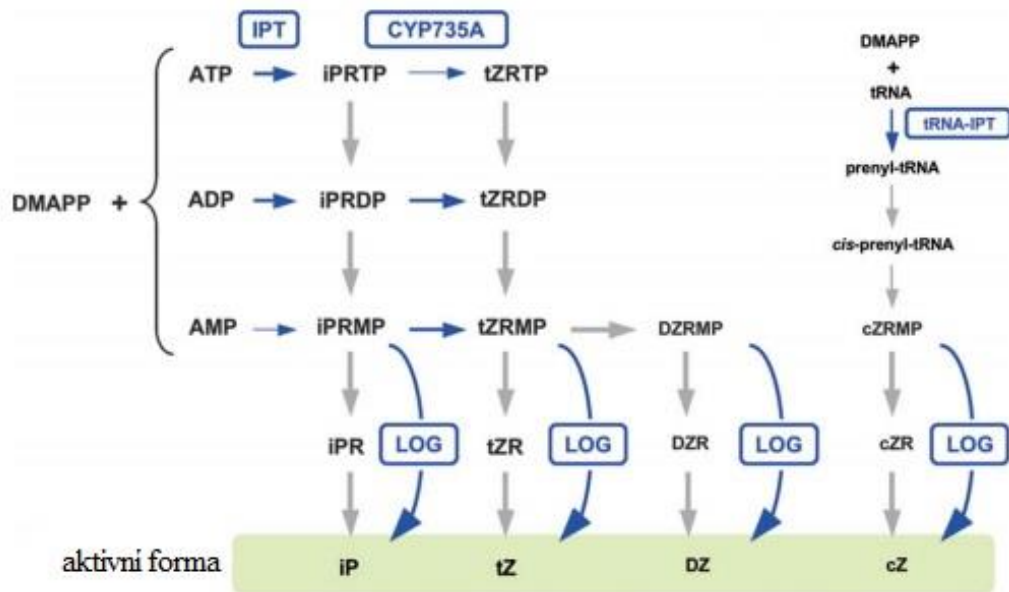 IPT CYP735A
ATP iPRTP tZRTP
DMAPP
+
tRNA
tRNA-IPT
prenyl-tRNA
DMAPP + ADP iPRDP tZRDP
cis-prenyl-tRNA
AMP iPRMP tZRMP DZRMP cZRMP
iPR LOG tZR LOG DZR LOG cZR LOG
aktivní forma iP tZ DZ cZ